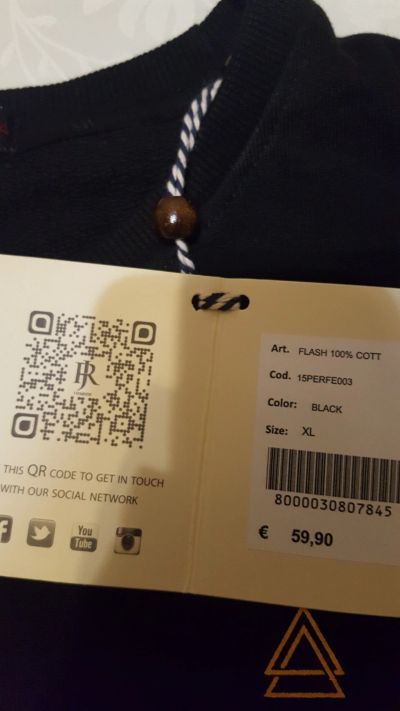 THIS QR CODE TO GET IN TOUCH
WITH OUR SOCIAL NETWORK
f
You
Tube
Art. FLASH 100% COTT
Cod. 15PERFE003
Color: BLACK
Size: XL
8000030807845
€ 59,90